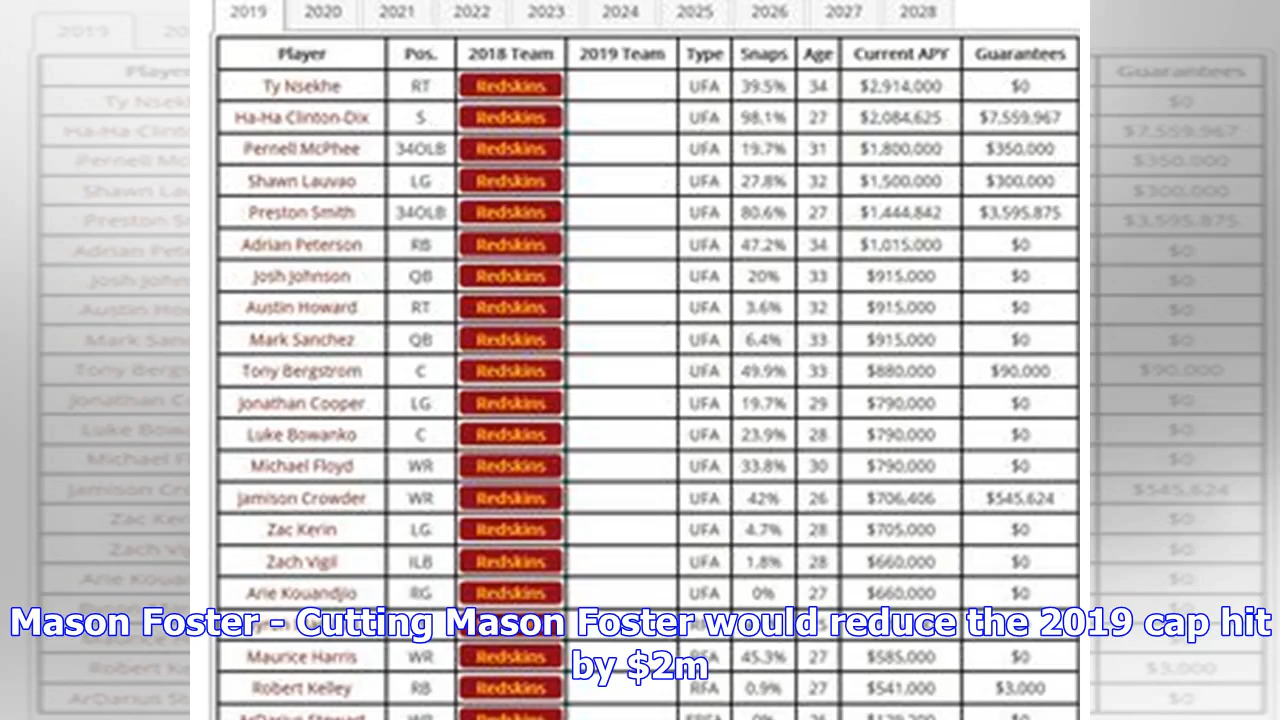 2019 2020 2021 2022 2023 2024 2025 2026 2027 2028
Player Pos. 2018 Team 2019 Team Type Snaps Age Current APY Guarantees
Ty Nsekhe RT Redskins UFA 39.5% 34 $2,914,000 $0
Ha-Ha Clinton-Dix S Redskins UFA 98.1% 27 $2,084,625 $7,559,967
Pernell McPhee 34OLB Redskins UFA 19.7% 31 $1,800,000 $350,000
Shawn Lauvao LG Redskins UFA 27.8% 32 $1,500,000 $300,000
Preston Smith 34OLB Redskins UFA 80.6% 27 $1,444,842 $3,595,875
Adrian Peterson RB Redskins UFA 47.2% 34 $1,015,000 $0
Josh Johnson QB Redskins UFA 20% 33 $915,000 $0
Austin Howard RT Redskins UFA 3.6% 32 $915,000 $0
Mark Sanchez QB Redskins UFA 6.4% 33 $915,000 $0
Tony Bergstrom C Redskins UFA 49.9% 33 $880,000 $90,000
Jonathan Cooper LG Redskins UFA 19.7% 29 $790,000 $0
Luke Bowanko C Redskins UFA 23.9% 28 $790,000 $0
Michael Floyd WR Redskins UFA 33.8% 30 $790,000 $0
Jamison Crowder WR Redskins UFA 42% 26 $706,406 $545,624
Zac Kerin LG Redskins UFA 4.7% 28 $705,000 $0
Zach Vigil ILB Redskins UFA 1.8% 28 $660,000 $0
Arie Kouandjio RG Redskins UFA 0% 27 $660,000 $0
Mason Foster - Cutting Mason Foster would reduce the 2019 cap hit
by $2m
Maurice Harris WR Redskins RFA 45.3% 27 $585,000 $0
Robert Kelley RB Redskins RFA 0.9% 27 $541,000 $3,000